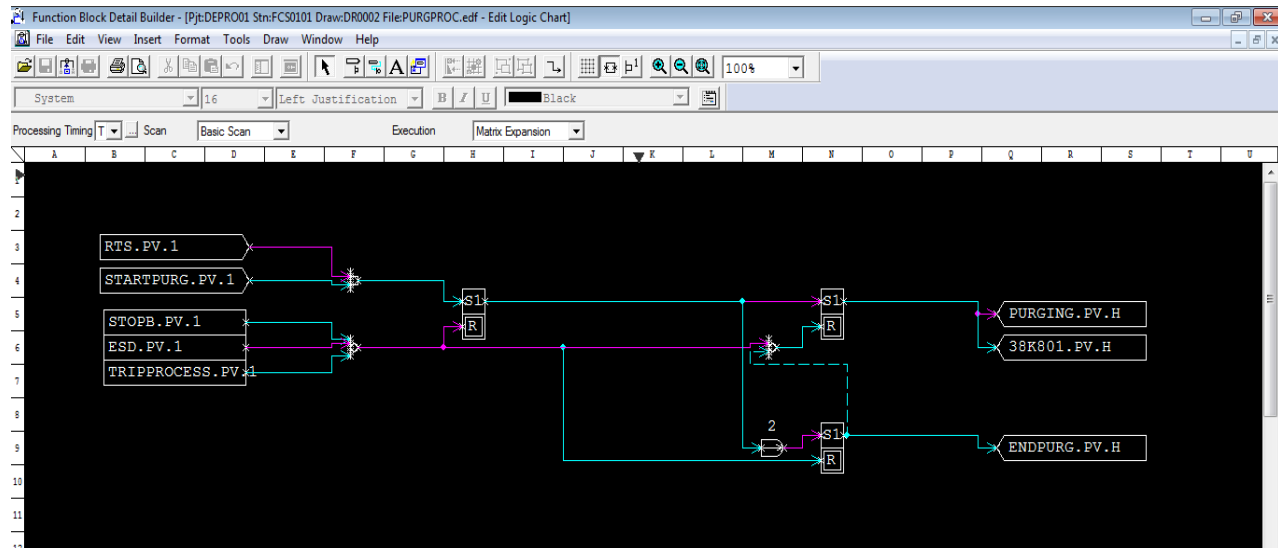 Function Block Detail Builder - [Pjt:DEPRO01 Stn:FCS0101 Draw:DR0002 File:PURGPROC.edf - Edit Logic Chart]
File Edit View Insert Format Tools Draw Window Help
100%
System 16 Left Justification B I U Black
Processing Timing T ... Scan Basic Scan Execution Matrix Expansion
A B C D E F G H I J K L M N O P Q R S T U
1
2
3
4
5
6
7
8
9
10
11
12
RTS.PV.1
STARTPURG.PV.1
STOPB.PV.1
ESD.PV.1
TRIPPROCESS.PV.1
S1
R
S1
R
2
S1
R
PURGING.PV.H
38K801.PV.H
ENDPURG.PV.H